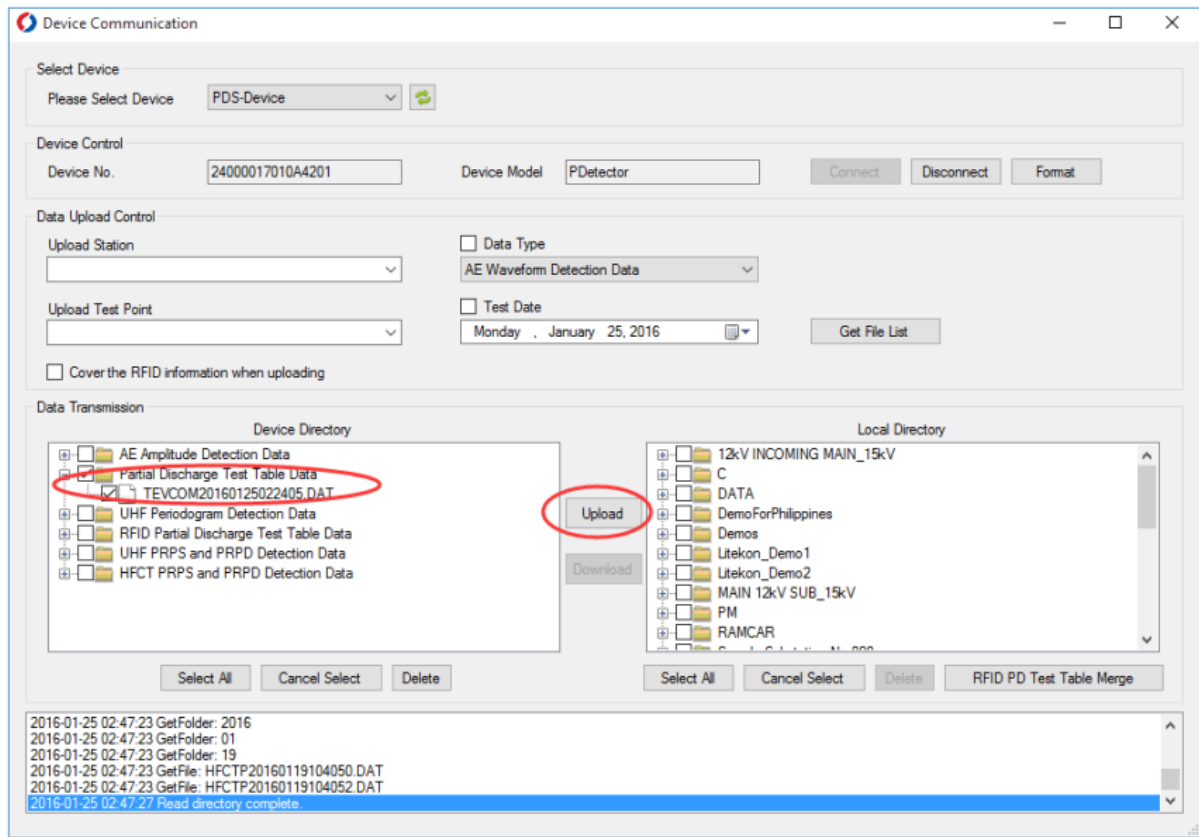 Device Communication
Select Device
Please Select Device PDS-Device
Device Control
Device No. 24000017010A4201 Device Model PDetector Connect Disconnect Format
Data Upload Control
Upload Station Data Type
AE Waveform Detection Data
Upload Test Point Test Date
Monday , January 25, 2016 Get File List
Cover the RFID information when uploading
Data Transmission
Device Directory Local Directory
AE Amplitude Detection Data
Partial Discharge Test Table Data
TEVCOM20160125022405.DAT
UHF Periodogram Detection Data
RFID Partial Discharge Test Table Data
UHF PRPS and PRPD Detection Data
HFCT PRPS and PRPD Detection Data
Upload
Download
12kV INCOMING MAIN_15kV
C
DATA
DemoForPhilippines
Demos
Litekon_Demo1
Litekon_Demo2
MAIN 12kV SUB_15kV
PM
RAMCAR
Select All Cancel Select Delete Select All Cancel Select Delete RFID PD Test Table Merge
2016-01-25 02:47:23 GetFolder: 2016
2016-01-25 02:47:23 GetFolder: 01
2016-01-25 02:47:23 GetFolder: 19
2016-01-25 02:47:23 GetFile: HFCTP20160119104050.DAT
2016-01-25 02:47:23 GetFile: HFCTP20160119104052.DAT
2016-01-25 02:47:27 Read directory complete.